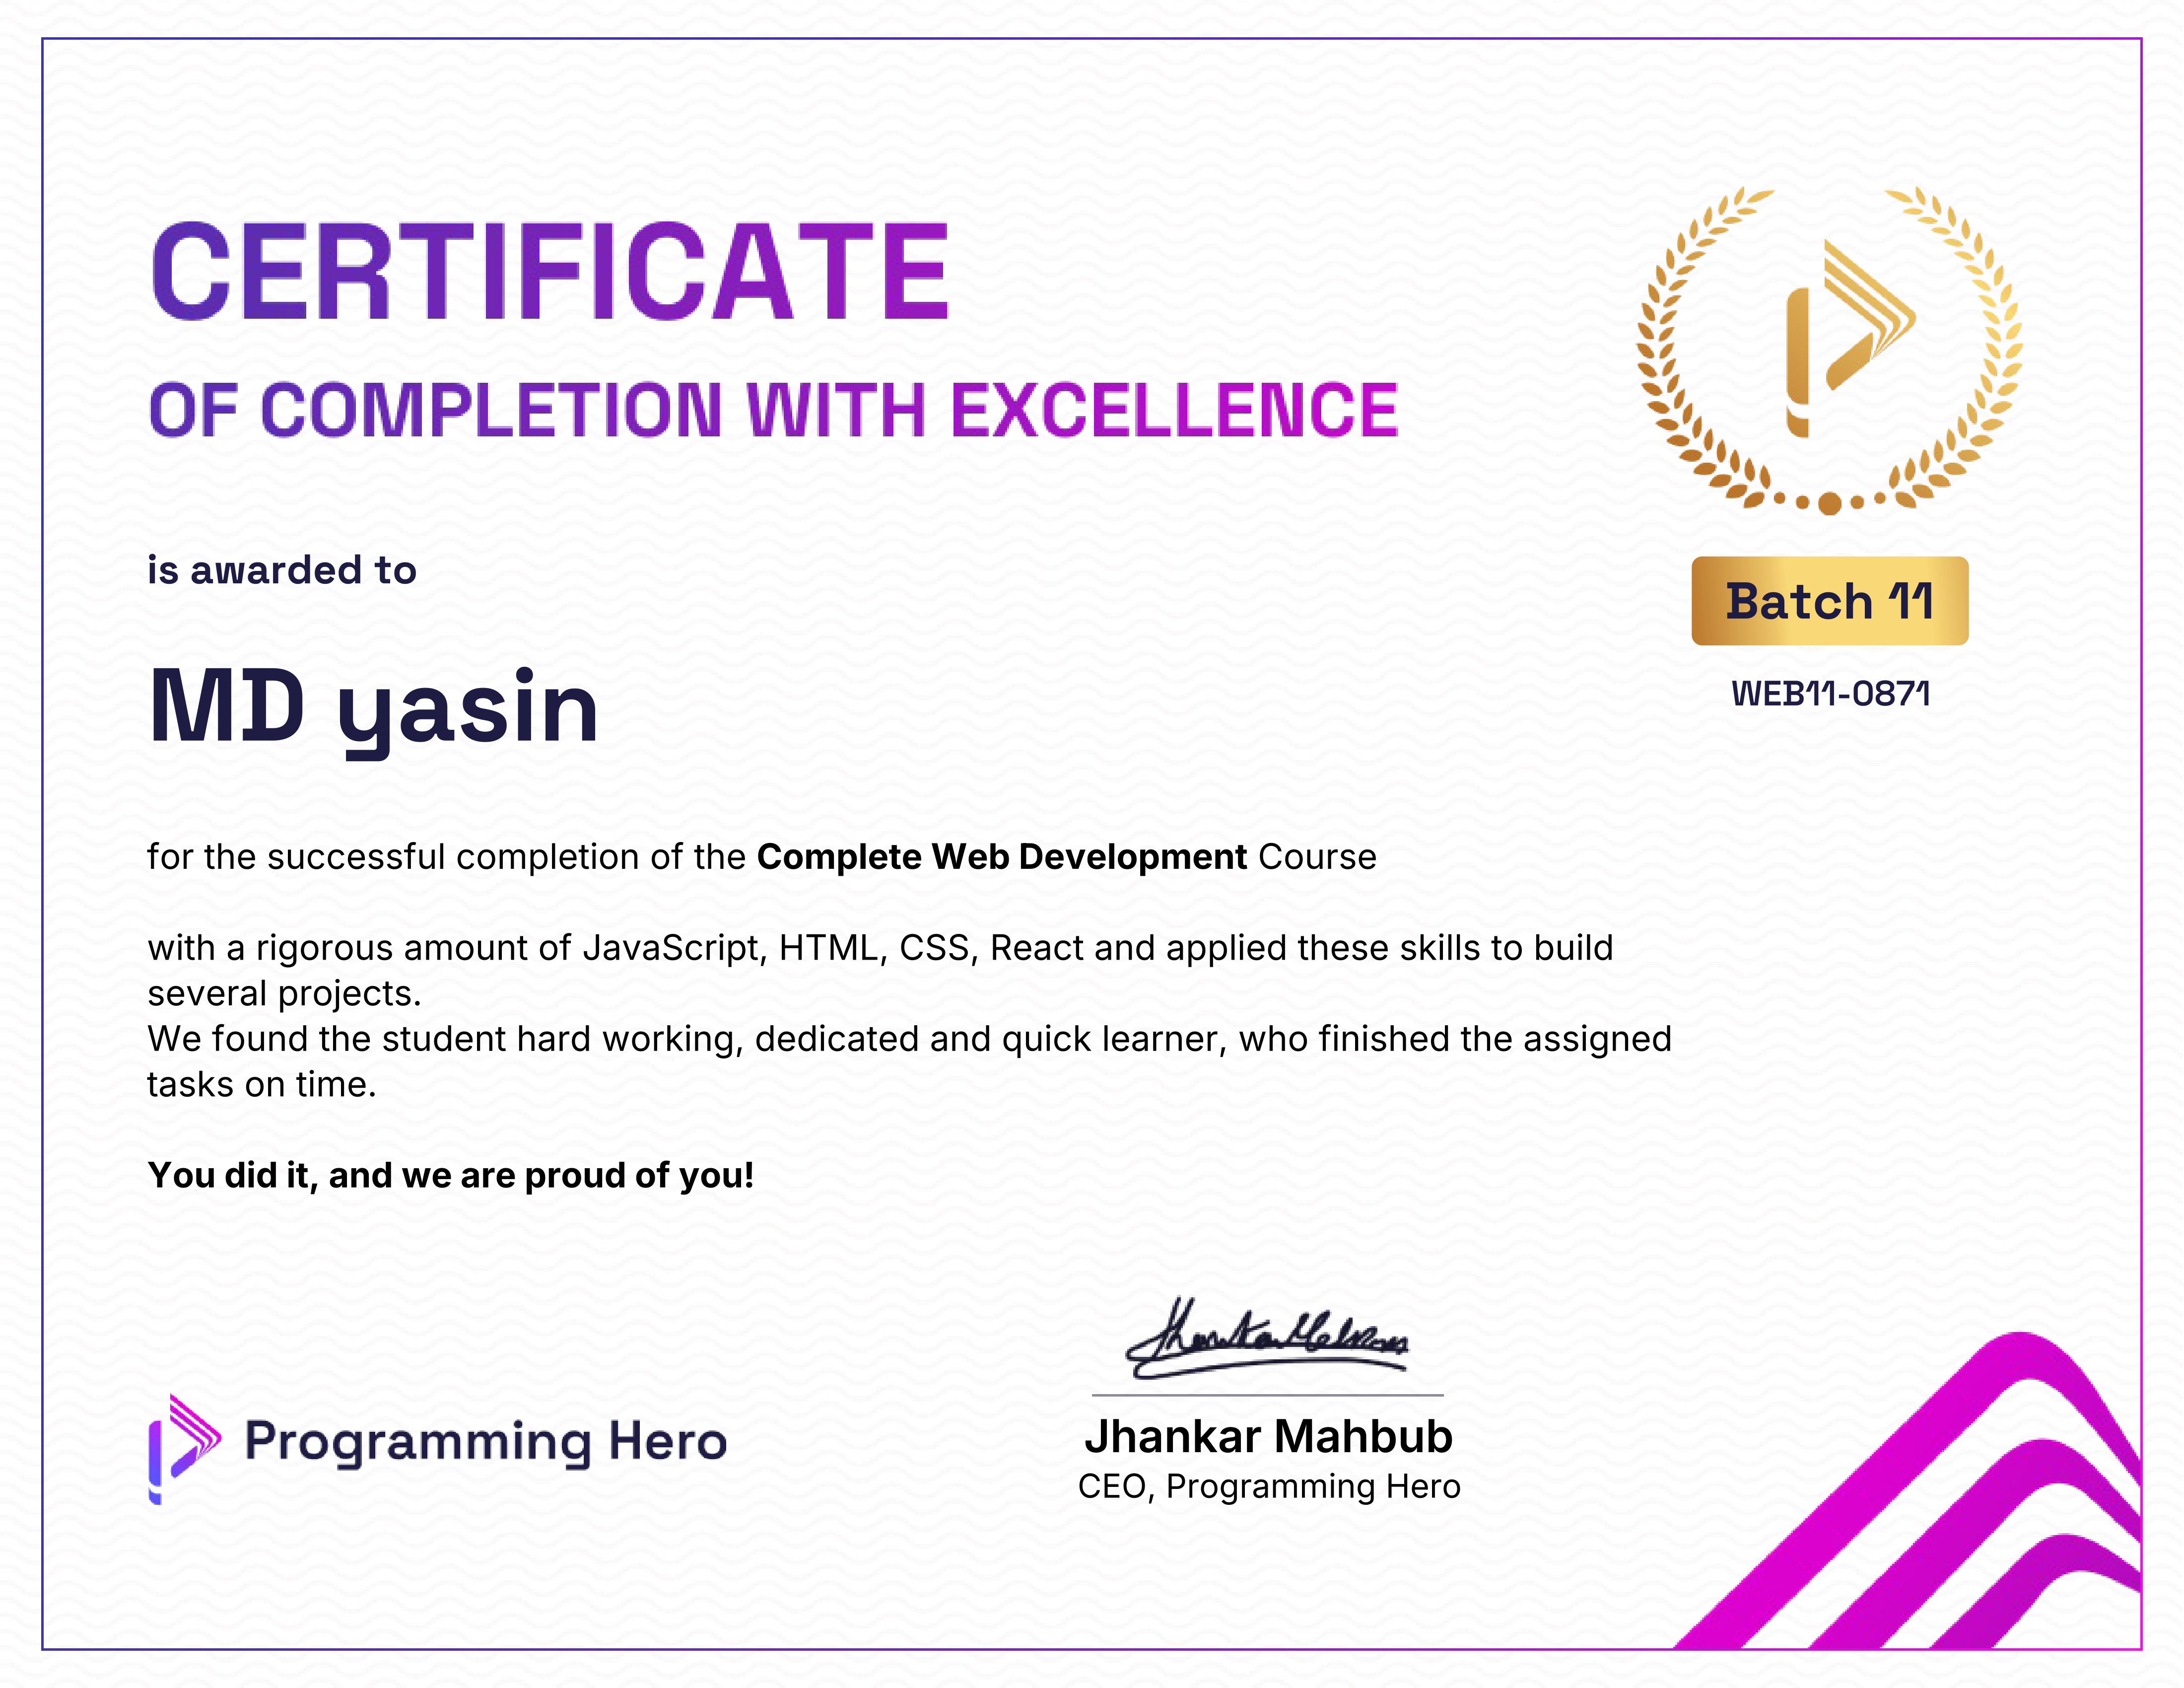 CERTIFICATE
OF COMPLETION WITH EXCELLENCE
is awarded to
MD yasin
Batch 11
WEB11-0871
for the successful completion of the Complete Web Development Course
with a rigorous amount of JavaScript, HTML, CSS, React and applied these skills to build
several projects.
We found the student hard working, dedicated and quick learner, who finished the assigned
tasks on time.
You did it, and we are proud of you!
Jhankar Mahbub
Programming Hero
Jhankar Mahbub
CEO, Programming Hero